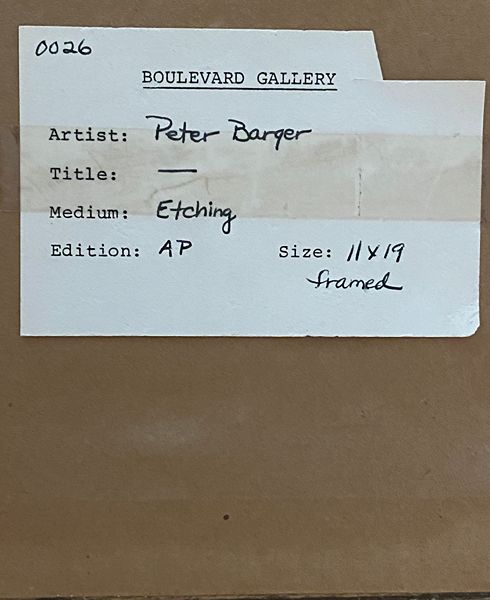 0026
BOULEVARD GALLERY
Artist: Peter Barger
Title: —
Medium: Etching
Edition: AP Size: 11x19
framed